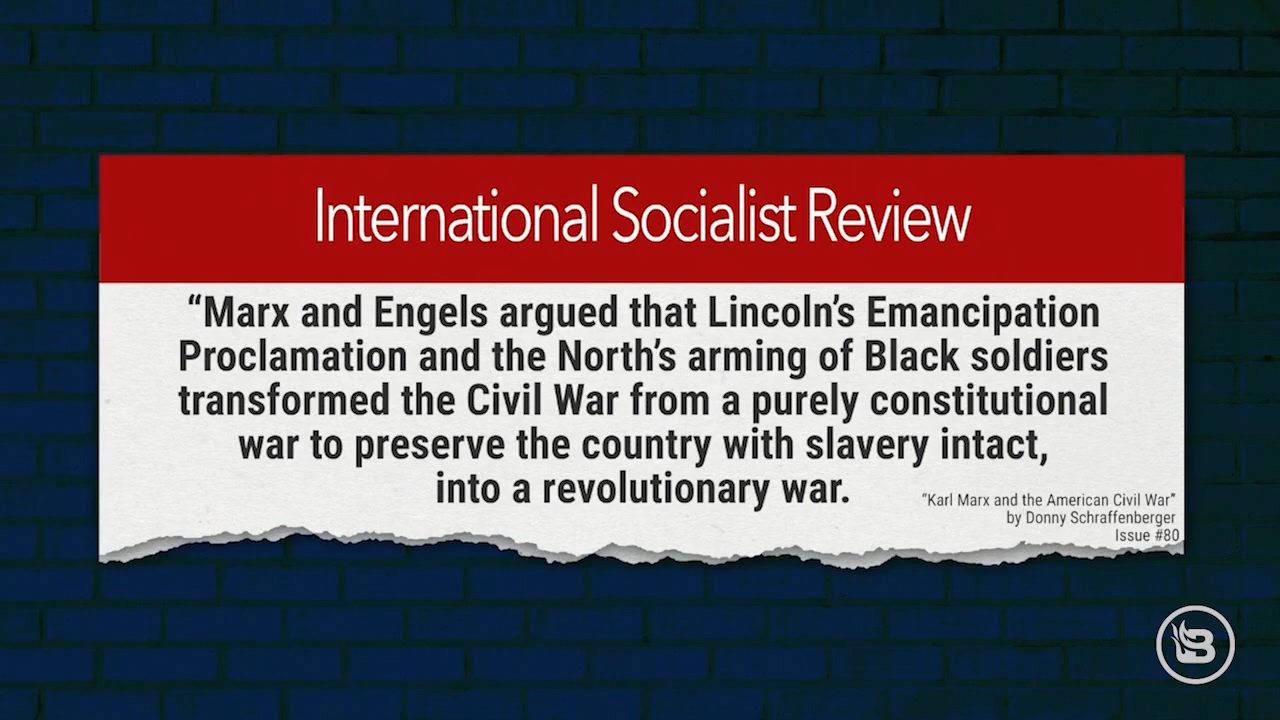 International Socialist Review
“Marx and Engels argued that Lincoln’s Emancipation
Proclamation and the North’s arming of Black soldiers
transformed the Civil War from a purely constitutional
war to preserve the country with slavery intact,
into a revolutionary war.
“Karl Marx and the American Civil War”
by Donny Schraffenberger
Issue #80
B